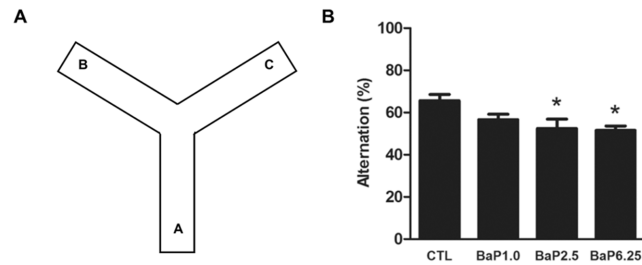 A
B
C
A
B
Alternation (%)
100
80
60
40
20
0
* *
CTL BaP1.0 BaP2.5 BaP6.25